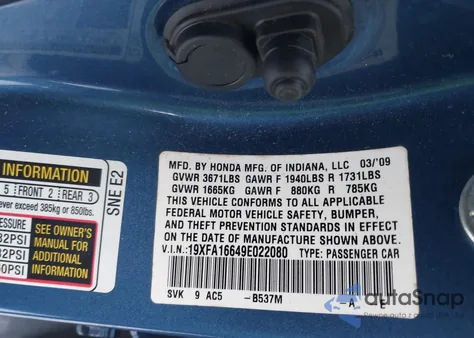 MFD. BY HONDA MFG. OF INDIANA, LLC 03/'09
GVWR 3671LBS GAWR F 1940LBS R 1731LBS
GVWR 1665KG GAWR F 880KG R 785KG
THIS VEHICLE CONFORMS TO ALL APPLICABLE
FEDERAL MOTOR VEHICLE SAFETY, BUMPER,
AND THEFT PREVENTION STANDARDS IN EFFECT
ON THE DATE OF MANUFACTURE SHOWN ABOVE.
V.I.N.: 19XFA16649E022080 TYPE: PASSENGER CAR
SVK 9 AC5 -B537M -A E
SNE E2
INFORMATION
5 FRONT 2 REAR 3
ever exceed 385kg or 850lbs.
32PSI
32PSI
0PSI
SEE OWNER'S
MANUAL FOR
ADDITIONAL
INFORMATION
autoSnap